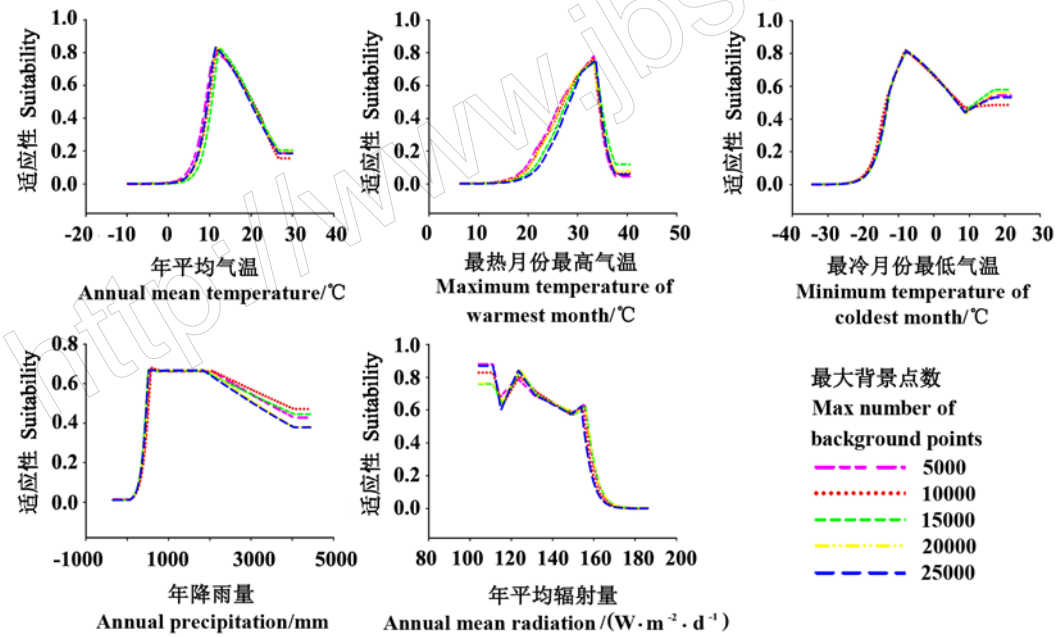 http://www.jbs
1.0
0.8
0.6
0.4
0.2
0.0
适应性 Suitability
-20 -10 0 10 20 30 40
年平均气温
Annual mean temperature/℃
1.0
0.8
0.6
0.4
0.2
0.0
适应性 Suitability
0 10 20 30 40 50
最热月份最高气温
Maximum temperature of
warmest month/℃
1.0
0.8
0.6
0.4
0.2
0.0
适应性 Suitability
-40 -30 -20 -10 0 10 20 30
最冷月份最低气温
Minimum temperature of
coldest month/℃
0.8
0.6
0.4
0.2
0.0
适应性 Suitability
-1000 1000 3000 5000
年降雨量
Annual precipitation/mm
1.0
0.8
0.6
0.4
0.2
0.0
适应性 Suitability
80 100 120 140 160 180 200
年平均辐射量
Annual mean radiation/(W·m⁻²·d⁻¹)
最大背景点数
Max number of
background points
5000
10000
15000
20000
25000